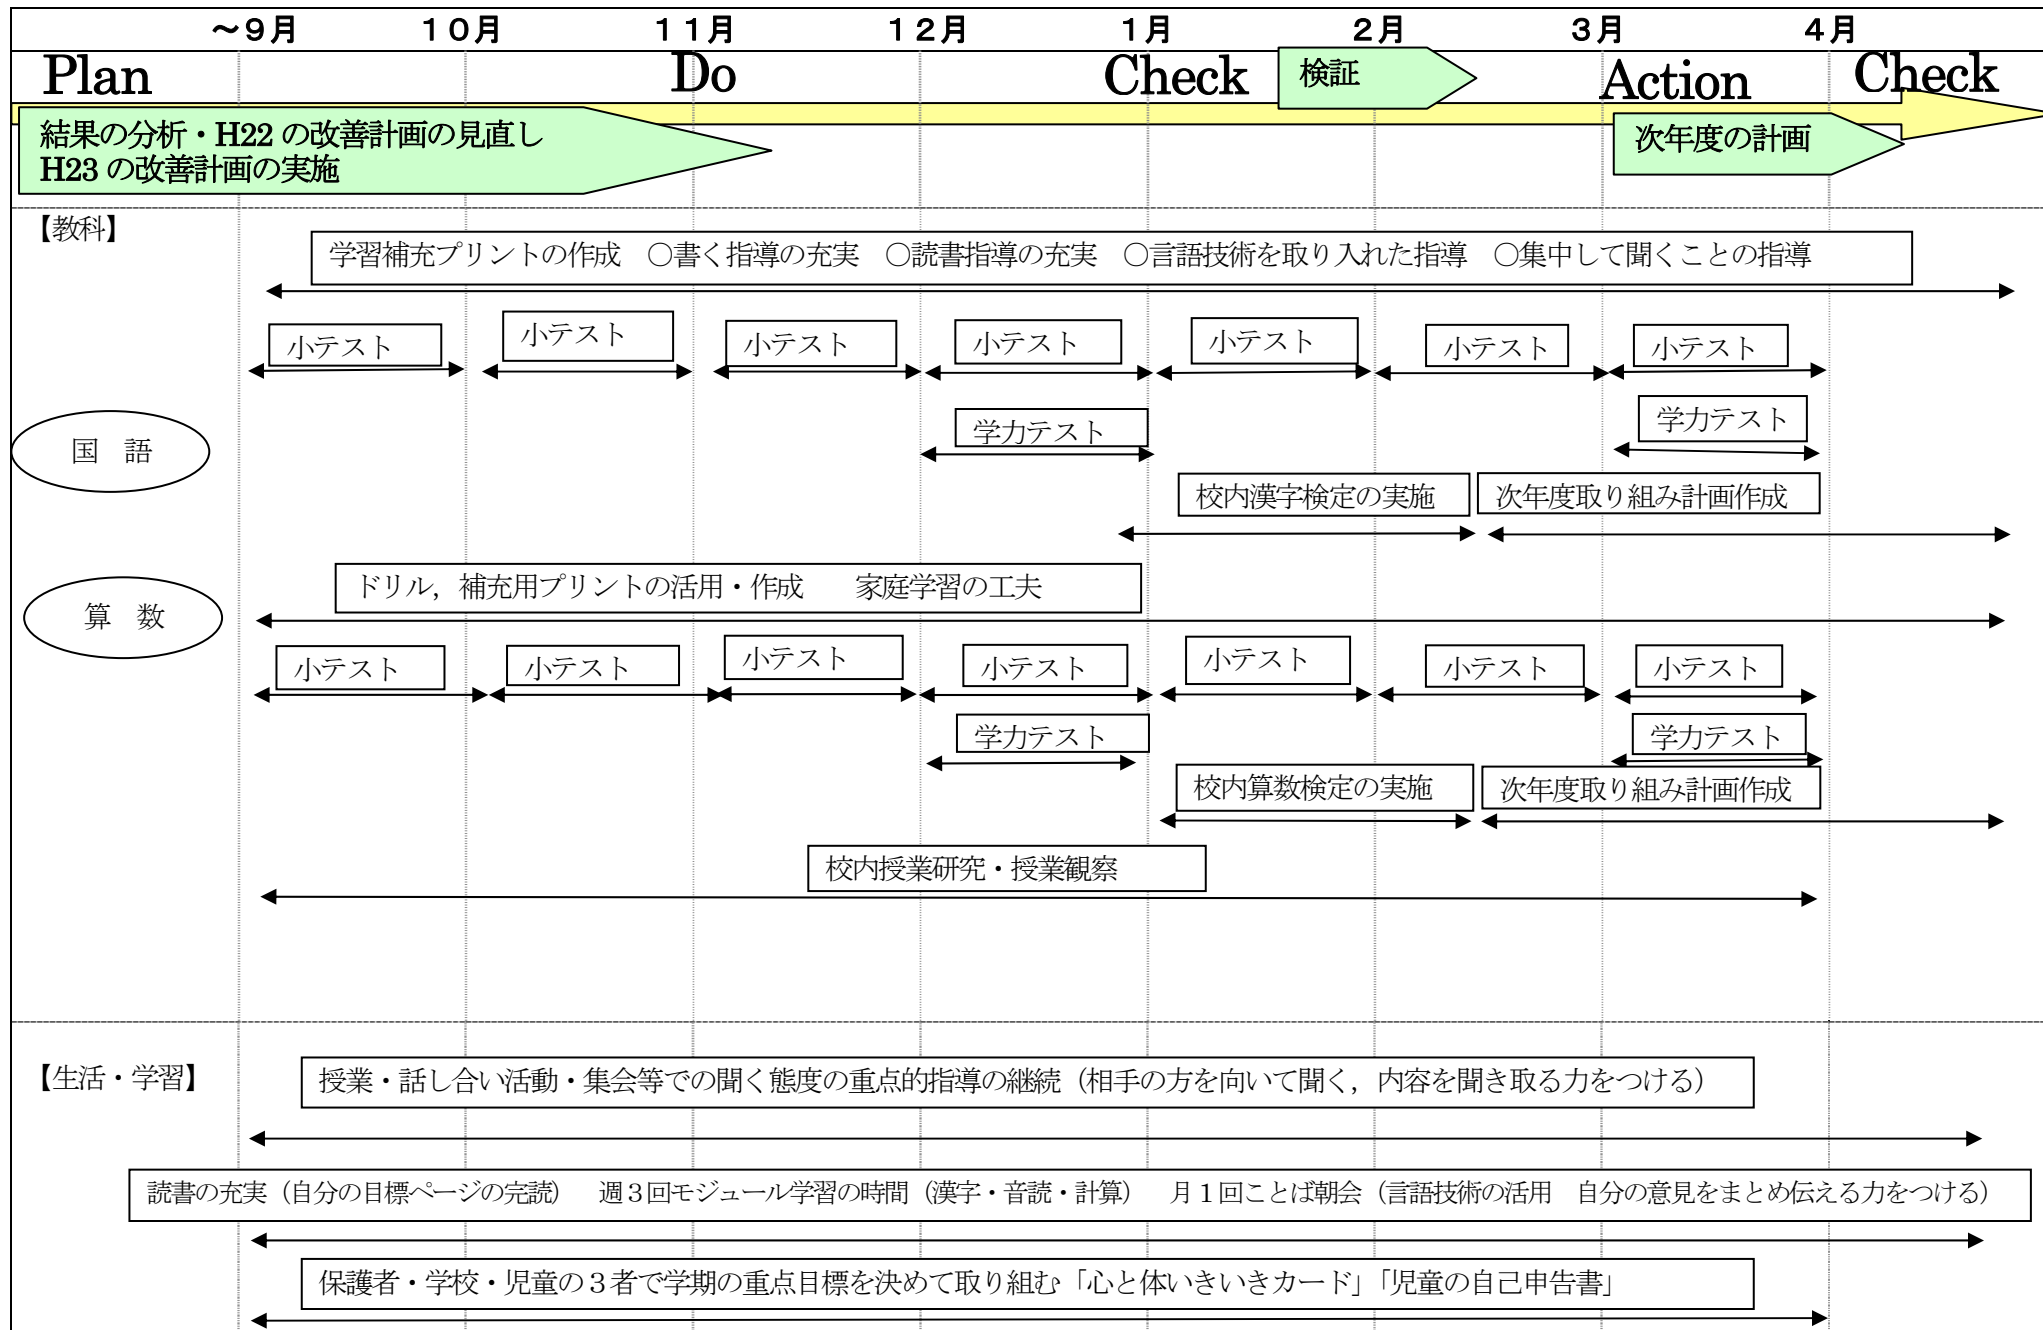 ～９月　１０月　１１月　１２月　１月　２月　３月　４月
Plan　Do　Check　検証　Action　Check
結果の分析・H22 の改善計画の見直し
H23 の改善計画の実施
次年度の計画
【教科】
学習補充プリントの作成　○書く指導の充実　○読書指導の充実　○言語技術を取り入れた指導　○集中して聞くことの指導
小テスト　小テスト　小テスト　小テスト　小テスト　小テスト　小テスト
学力テスト　学力テスト
国　語
校内漢字検定の実施　次年度取り組み計画作成
ドリル，補充用プリントの活用・作成　　家庭学習の工夫
算　数
小テスト　小テスト　小テスト　小テスト　小テスト　小テスト　小テスト
学力テスト　学力テスト
校内算数検定の実施　次年度取り組み計画作成
校内授業研究・授業観察
【生活・学習】
授業・話し合い活動・集会等での聞く態度の重点的指導の継続（相手の方を向いて聞く，内容を聞き取る力をつける）
読書の充実（自分の目標ページの完読）　週３回モジュール学習の時間（漢字・音読・計算）　月１回ことば朝会（言語技術の活用　自分の意見をまとめ伝える力をつける）
保護者・学校・児童の３者で学期の重点目標を決めて取り組む「心と体いきいきカード」「児童の自己申告書」